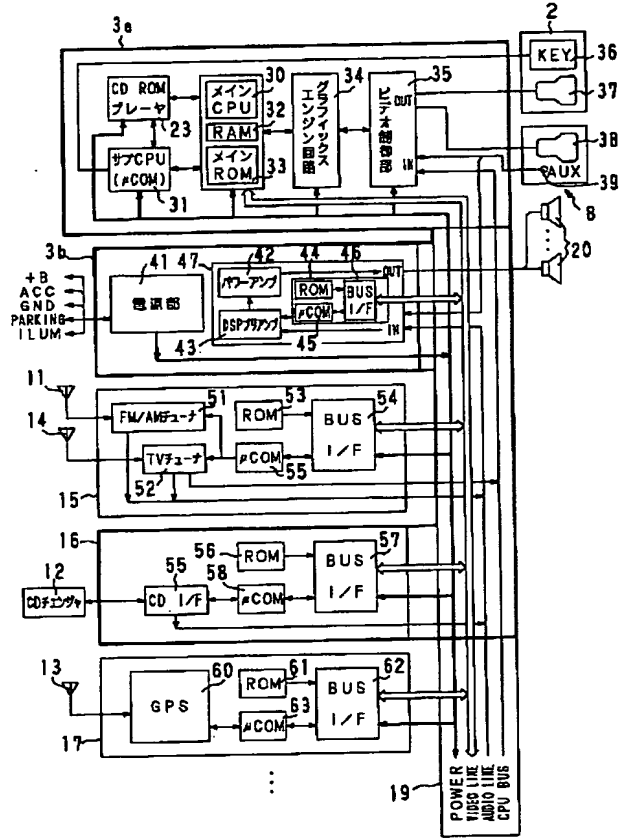 3a
2
CD ROM
プレーヤ
23
サブCPU
(μCOM)
31
メイン
CPU
30
RAM
32
メイン
ROM
33
グラフィックス
エンジン回路
34
ビデオ制御部
35
OUT
IN
KEY
36
37
38
AUX
39
8
20
3b
+B
ACC
GND
PARKING
ILUM
電源部
41
47
パワーアンプ
42
DSPプリアンプ
43
ROM
44
μCOM
45
BUS
I/F
46
OUT
IN
11
14
FM/AMチューナ
51
TVチューナ
52
ROM
53
μCOM
55
BUS
I/F
54
15
16
12
CDチェンジャ
CD I/F
55
ROM
56
μCOM
58
BUS
I/F
57
13
GPS
60
ROM
61
μCOM
63
BUS
I/F
62
17
19
POWER
VIDEO LINE
AUDIO LINE
CPU BUS